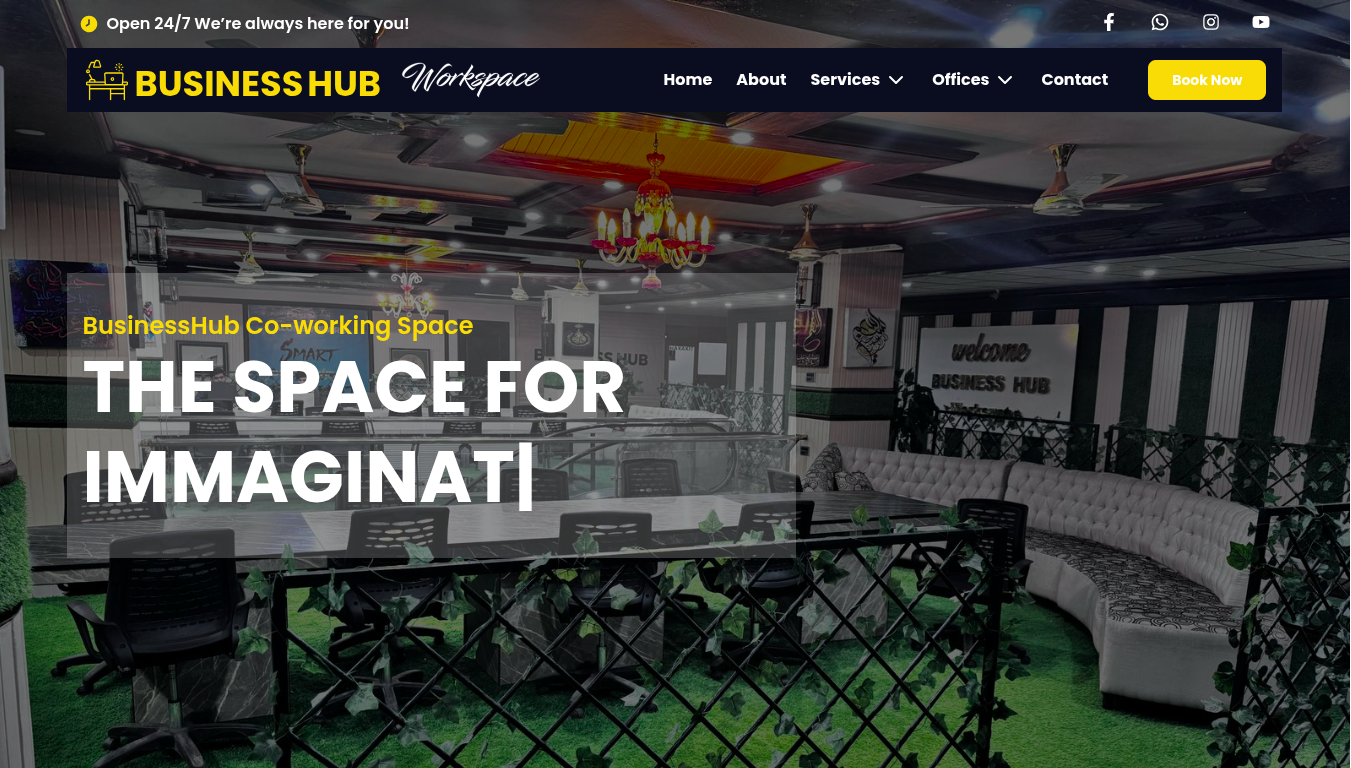 Open 24/7 We’re always here for you!
BUSINESS HUB Workspace
Home About Services Offices Contact Book Now
BusinessHub Co-working Space
THE SPACE FOR
IMMAGINAT|
SMART
HUB
welcome
BUSINESS HUB